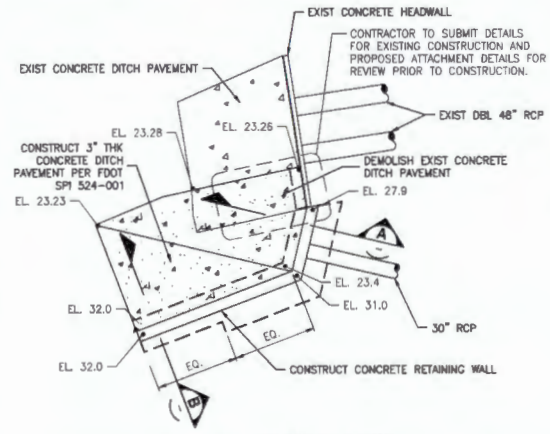 EXIST CONCRETE HEADWALL
CONTRACTOR TO SUBMIT DETAILS
FOR EXISTING CONSTRUCTION AND
PROPOSED ATTACHMENT DETAILS FOR
REVIEW PRIOR TO CONSTRUCTION.
EXIST CONCRETE DITCH PAVEMENT
EXIST DBL 48" RCP
EL. 23.28
EL. 23.26
CONSTRUCT 3" THK
CONCRETE DITCH
PAVEMENT PER FDOT
SPI 524-001
DEMOLISH EXIST CONCRETE
DITCH PAVEMENT
EL. 23.23
EL. 27.9
A
EL. 23.4
EL. 31.0
EL. 32.0
30" RCP
EQ.
EQ.
EL. 32.0
CONSTRUCT CONCRETE RETAINING WALL
B